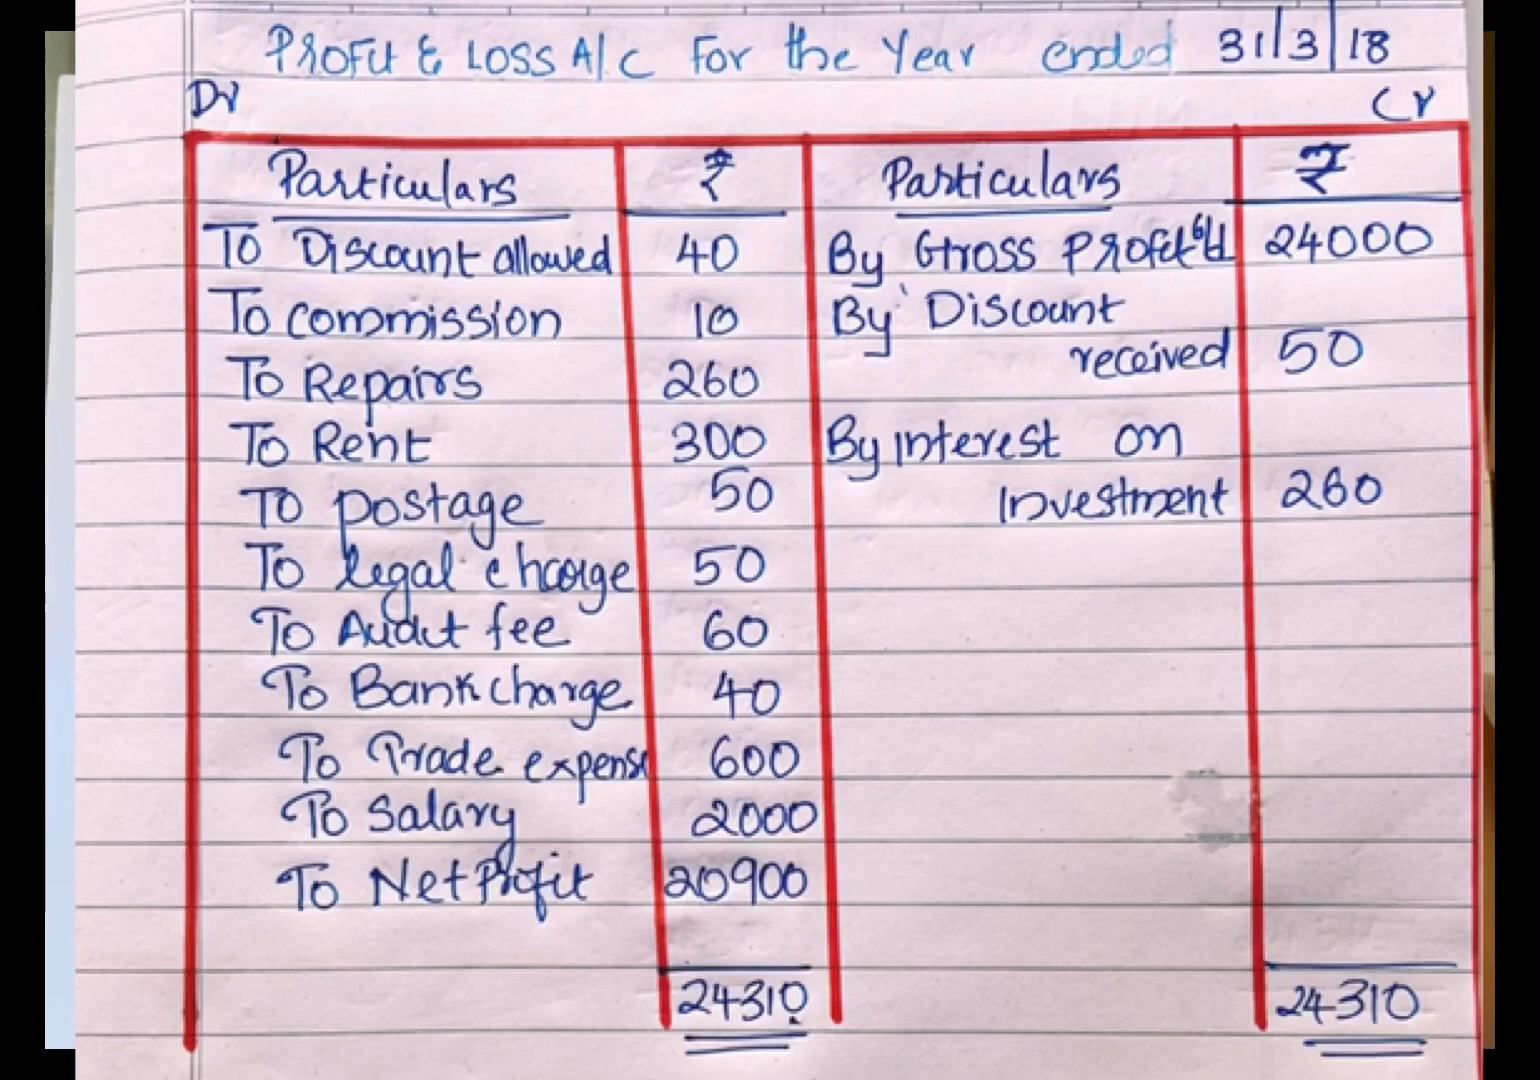 Profit & Loss A/c For the Year ended 31/3/18
Dr Cr
Particulars ₹ Particulars ₹
To Discount allowed 40 By Gross Profit b/d 24000
To commission 10 By Discount
received 50
To Repairs 260
To Rent 300 By interest on
To postage 50 Investment 260
To legal charge 50
To Audit fee 60
To Bank charge 40
To Trade expense 600
To Salary 2000
To Net Profit 20900
24310 24310